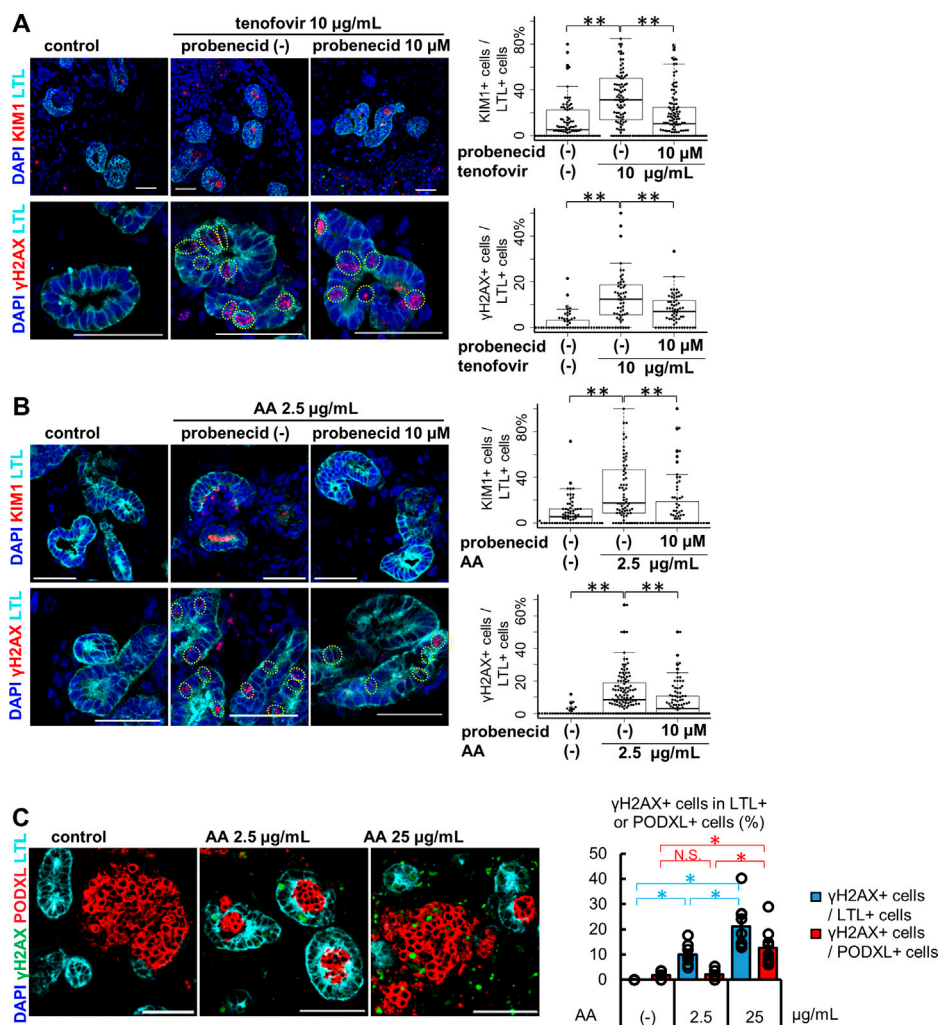 A
tenofovir 10 µg/mL
control
probenecid (-)
probenecid 10 µM
DAPI KIM1 LTL
DAPI γH2AX LTL
KIM1+ cells /
LTL+ cells
0
40
80%
** **
probenecid (-) (-) 10 µM
tenofovir (-) 10 µg/mL
γH2AX+ cells /
LTL+ cells
0
20
40%
** **
probenecid (-) (-) 10 µM
tenofovir (-) 10 µg/mL
B
AA 2.5 µg/mL
control
probenecid (-)
probenecid 10 µM
DAPI KIM1 LTL
DAPI γH2AX LTL
KIM1+ cells /
LTL+ cells
0
40
80%
** **
probenecid (-) (-) 10 µM
AA (-) 2.5 µg/mL
γH2AX+ cells /
LTL+ cells
0
20
40
60%
** **
probenecid (-) (-) 10 µM
AA (-) 2.5 µg/mL
C
control
AA 2.5 µg/mL
AA 25 µg/mL
DAPI γH2AX PODXL LTL
γH2AX+ cells in LTL+
or PODXL+ cells (%)
*
N.S. *
*
* *
50
40
30
20
10
0
AA (-) 2.5 25 µg/mL
γH2AX+ cells
/ LTL+ cells
γH2AX+ cells
/ PODXL+ cells